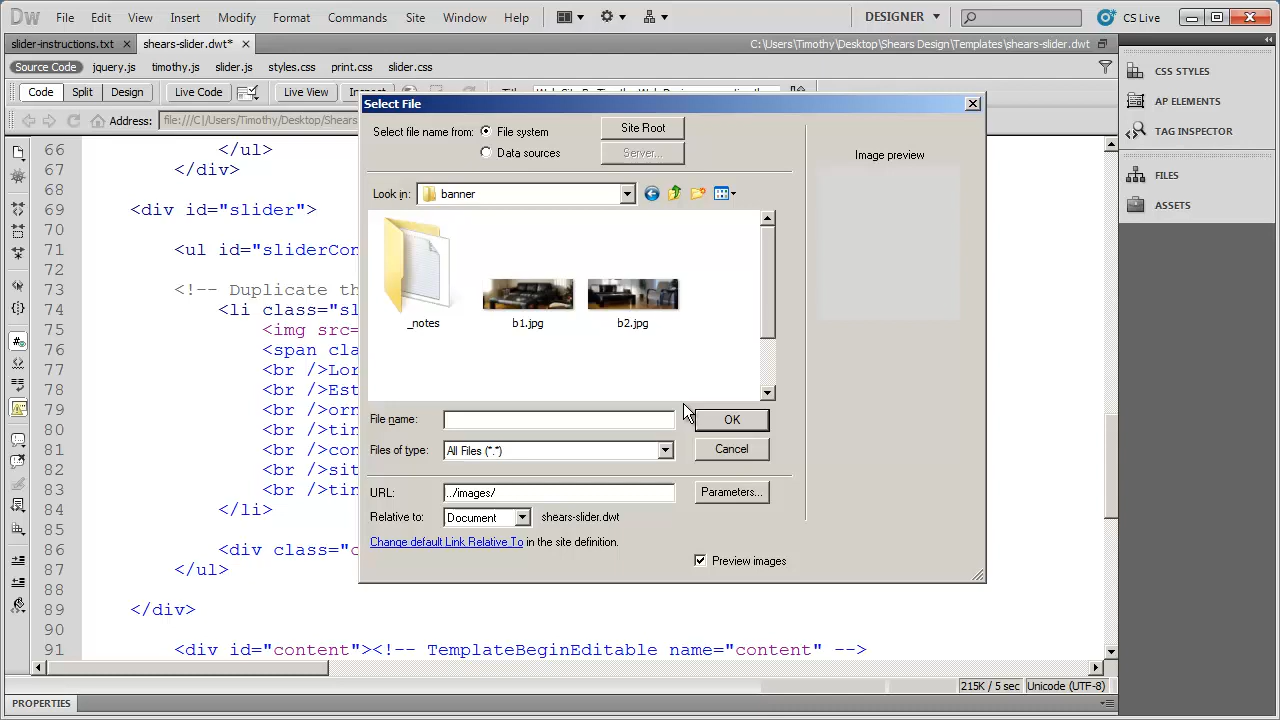 Dw File Edit View Insert Modify Format Commands Site Window Help DESIGNER CS Live
slider-instructions.txt × shears-slider.dwt* × C:\Users\Timothy\Desktop\Shears Design\Templates\shears-slider.dwt
Source Code jquery.js timothy.js slider.js styles.css print.css slider.css
Code Split Design Live Code Live View
Address: file:///C|/Users/Timothy/Desktop/Shears
Select File
Select file name from: File system Site Root
Data sources Server...
Image preview
Look in: banner
_notes b1.jpg b2.jpg
File name: OK
Files of type: All Files (*.*) Cancel
URL: ../images/ Parameters...
Relative to: Document shears-slider.dwt
Change default Link Relative To in the site definition.
Preview images
66 </ul>
67 </div>
68
69 <div id="slider">
70
71 <ul id="sliderCon
72
73 <!-- Duplicate th
74 <li class="sl
75 <img src=
76 <span cla
77 <br />Lor
78 <br />Est
79 <br />orn
80 <br />tin
81 <br />con
82 <br />sit
83 <br />tin
84 </li>
85
86 <div class="c
87 </ul>
88
89 </div>
90
91 <div id="content"><!-- TemplateBeginEditable name="content" -->
CSS STYLES
AP ELEMENTS
TAG INSPECTOR
FILES
ASSETS
215K / 5 sec Unicode (UTF-8)
PROPERTIES